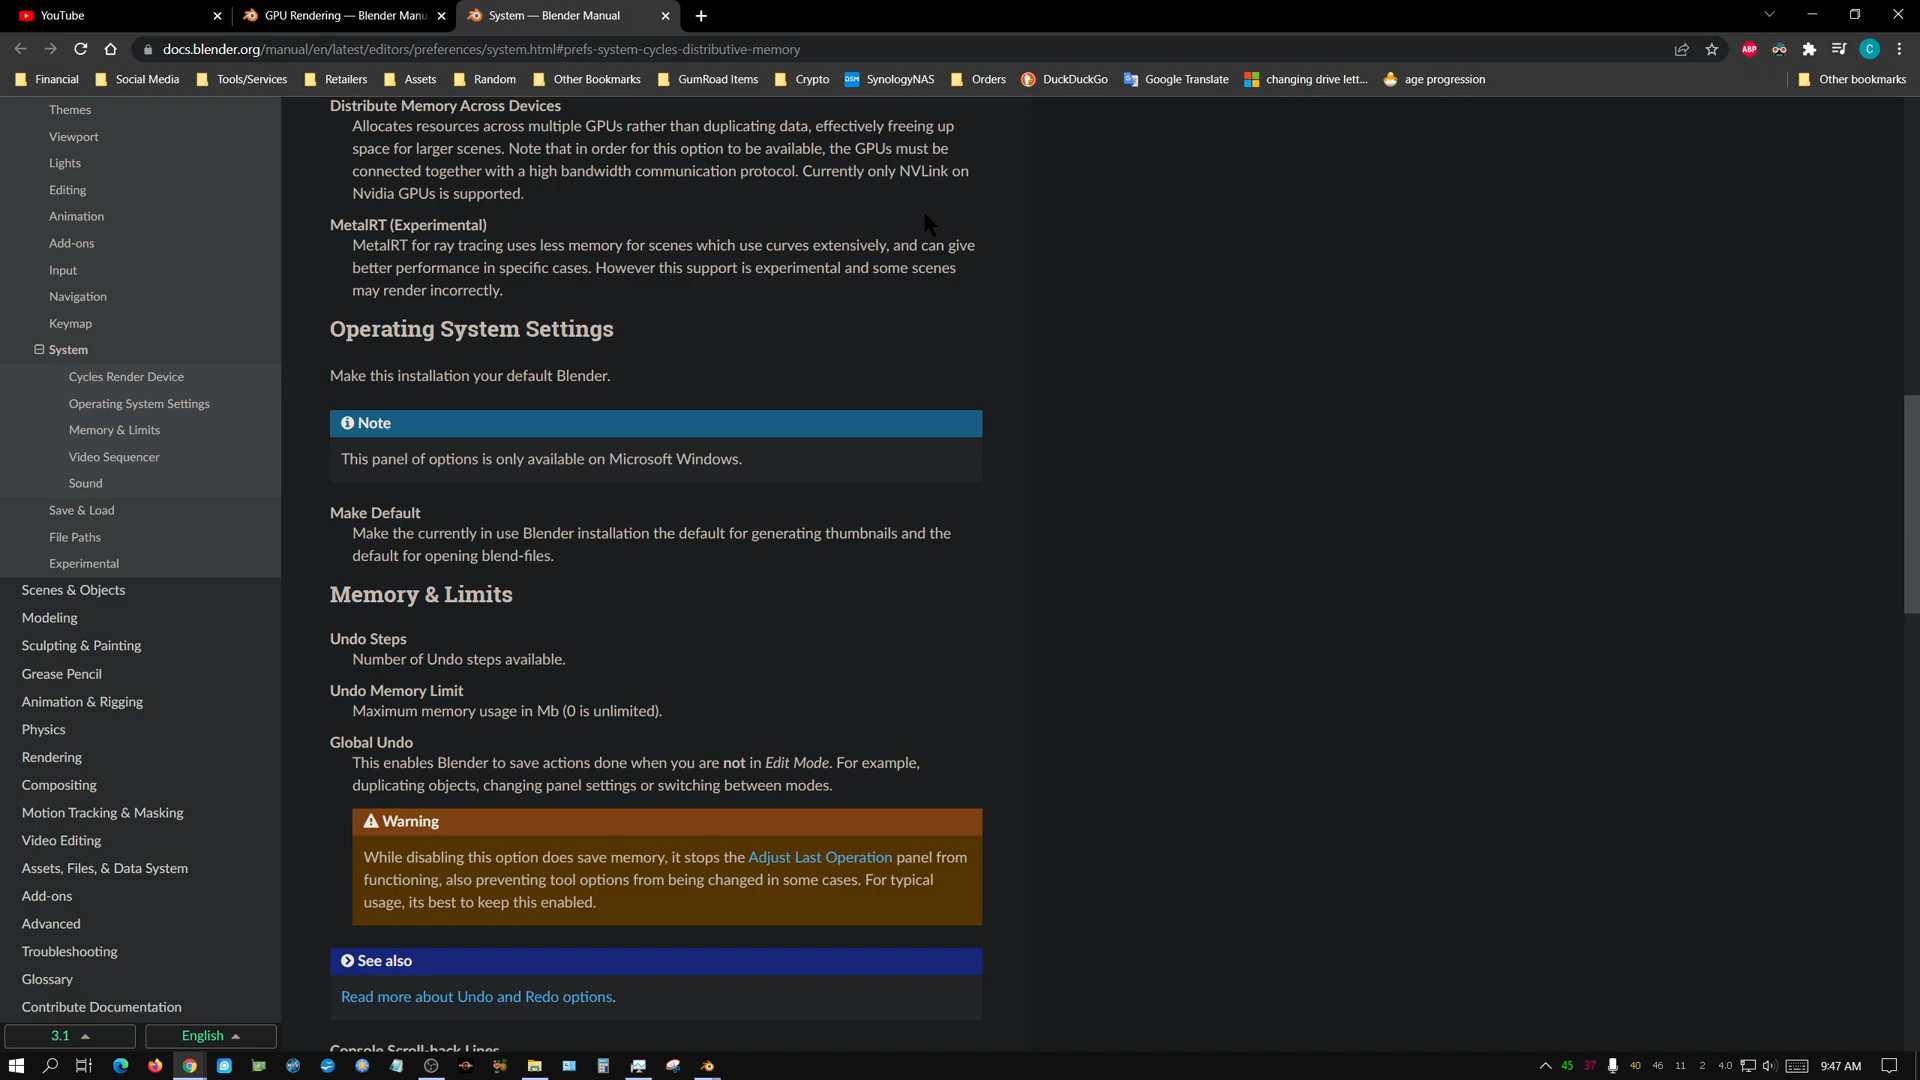 YouTube
GPU Rendering — Blender Manu
System — Blender Manual
docs.blender.org/manual/en/latest/editors/preferences/system.html#prefs-system-cycles-distributive-memory
ABP
C
Financial
Social Media
Tools/Services
Retailers
Assets
Random
Other Bookmarks
GumRoad Items
Crypto
DSM
SynologyNAS
Orders
DuckDuckGo
Google Translate
changing drive lett...
age progression
Other bookmarks
Themes
Viewport
Lights
Editing
Animation
Add-ons
Input
Navigation
Keymap
System
Cycles Render Device
Operating System Settings
Memory & Limits
Video Sequencer
Sound
Save & Load
File Paths
Experimental
Scenes & Objects
Modeling
Sculpting & Painting
Grease Pencil
Animation & Rigging
Physics
Rendering
Compositing
Motion Tracking & Masking
Video Editing
Assets, Files, & Data System
Add-ons
Advanced
Troubleshooting
Glossary
Contribute Documentation
3.1
English
Distribute Memory Across Devices
Allocates resources across multiple GPUs rather than duplicating data, effectively freeing up
space for larger scenes. Note that in order for this option to be available, the GPUs must be
connected together with a high bandwidth communication protocol. Currently only NVLink on
Nvidia GPUs is supported.
MetalRT (Experimental)
MetalRT for ray tracing uses less memory for scenes which use curves extensively, and can give
better performance in specific cases. However this support is experimental and some scenes
may render incorrectly.
Operating System Settings
Make this installation your default Blender.
Note
This panel of options is only available on Microsoft Windows.
Make Default
Make the currently in use Blender installation the default for generating thumbnails and the
default for opening blend-files.
Memory & Limits
Undo Steps
Number of Undo steps available.
Undo Memory Limit
Maximum memory usage in Mb (0 is unlimited).
Global Undo
This enables Blender to save actions done when you are not in Edit Mode. For example,
duplicating objects, changing panel settings or switching between modes.
Warning
While disabling this option does save memory, it stops the Adjust Last Operation panel from
functioning, also preventing tool options from being changed in some cases. For typical
usage, its best to keep this enabled.
See also
Read more about Undo and Redo options.
Console Scroll-back Lines
45 37 40 46 11 2 4.0 9:47 AM